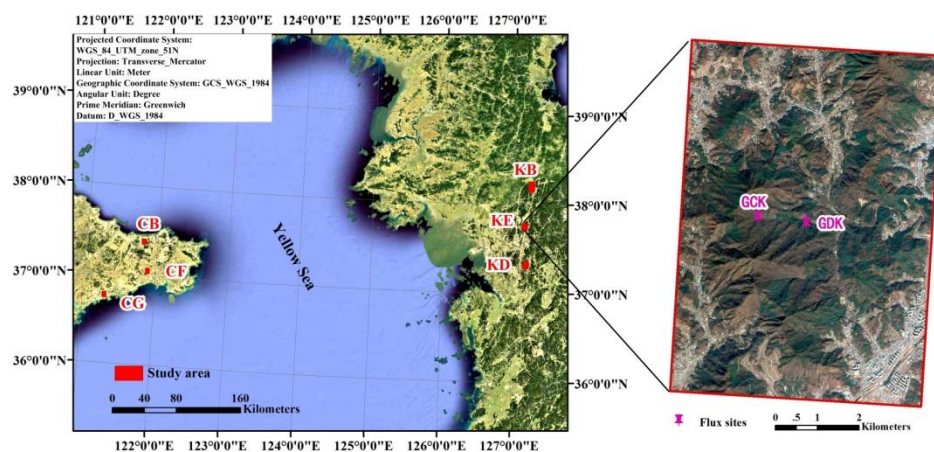 121°0'0"E 122°0'0"E 123°0'0"E 124°0'0"E 125°0'0"E 126°0'0"E 127°0'0"E
Projected Coordinate System:
WGS_84_UTM_zone_51N
Projection: Transverse_Mercator
Linear Unit: Meter
Geographic Coordinate System: GCS_WGS_1984
Angular Unit: Degree
Prime Meridian: Greenwich
Datum: D_WGS_1984
39°0'0"N
38°0'0"N
37°0'0"N
36°0'0"N
39°0'0"N
38°0'0"N
37°0'0"N
36°0'0"N
KB
KE
KD
CB
CF
CG
Yellow Sea
Study area
0 40 80 160
Kilometers
122°0'0"E 123°0'0"E 124°0'0"E 125°0'0"E 126°0'0"E 127°0'0"E
GCK
GDK
Flux sites
0 .5 1 2
Kilometers